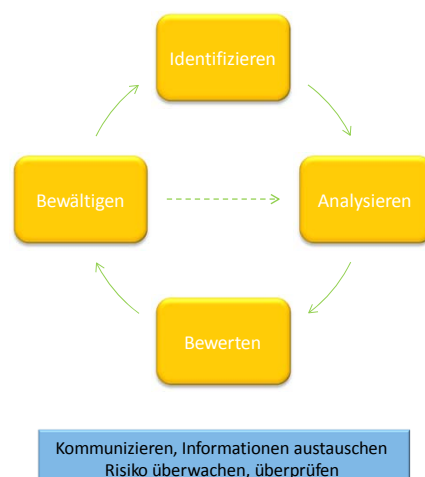 Identifizieren
Bewältigen
Analysieren
Bewerten
Kommunizieren, Informationen austauschen
Risiko überwachen, überprüfen